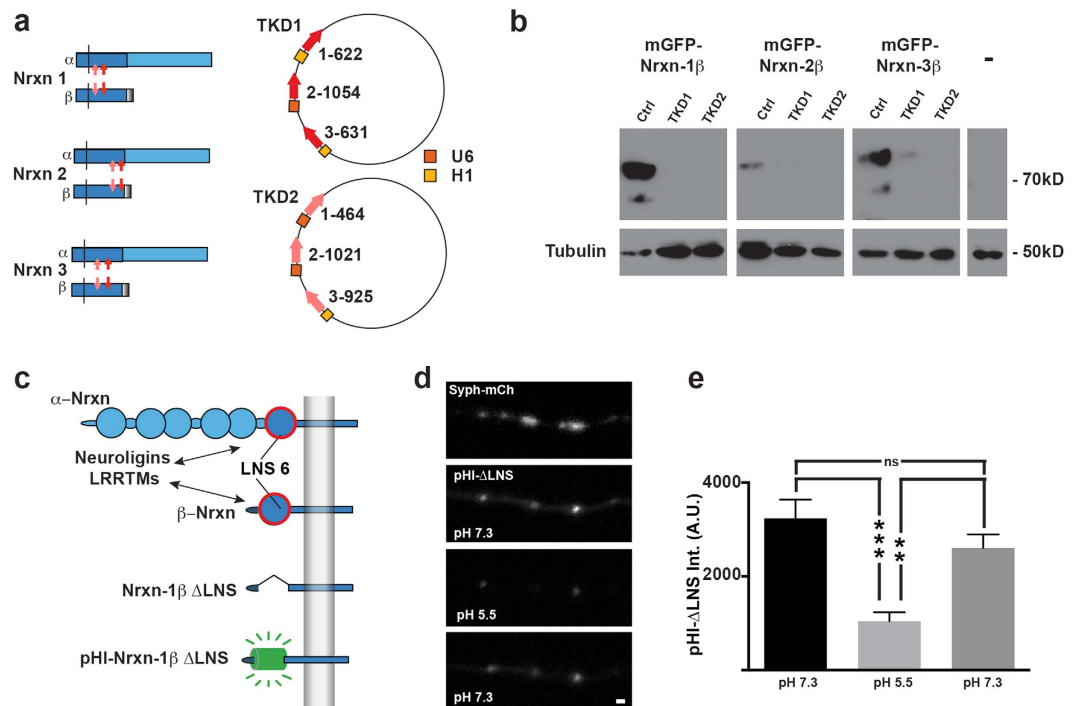 a
Nrxn 1
α
β
Nrxn 2
α
β
Nrxn 3
α
β
TKD1
1-622
2-1054
3-631
U6
H1
TKD2
1-464
2-1021
3-925
b
mGFP-
Nrxn-1β
mGFP-
Nrxn-2β
mGFP-
Nrxn-3β
-
Ctrl TKD1 TKD2
Ctrl TKD1 TKD2
Ctrl TKD1 TKD2
- 70kD
Tubulin
- 50kD
c
α–Nrxn
Neuroligins
LRRTMs
LNS 6
β–Nrxn
Nrxn-1β ΔLNS
pHI-Nrxn-1β ΔLNS
d
Syph-mCh
pHI-ΔLNS
pH 7.3
pH 5.5
pH 7.3
e
ns
***
**
pHI-ΔLNS Int. (A.U.)
4000
2000
pH 7.3
pH 5.5
pH 7.3